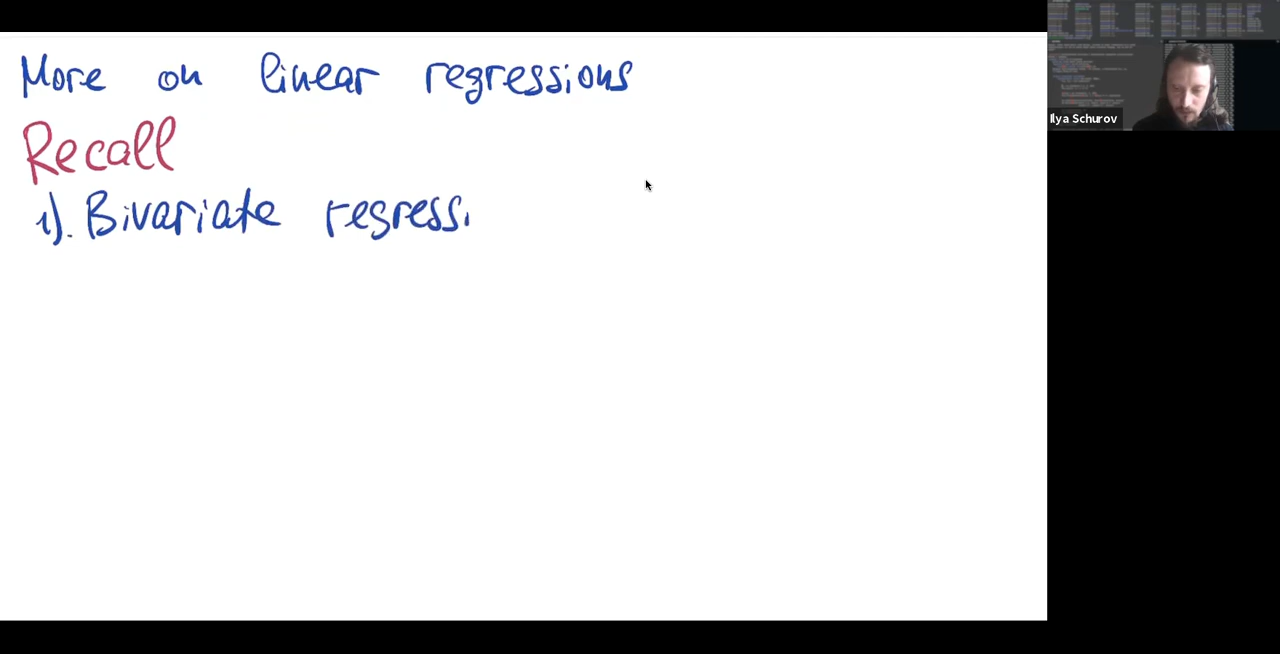 More on linear regressions
Recall
1). Bivariate regressi
Ilya Schurov